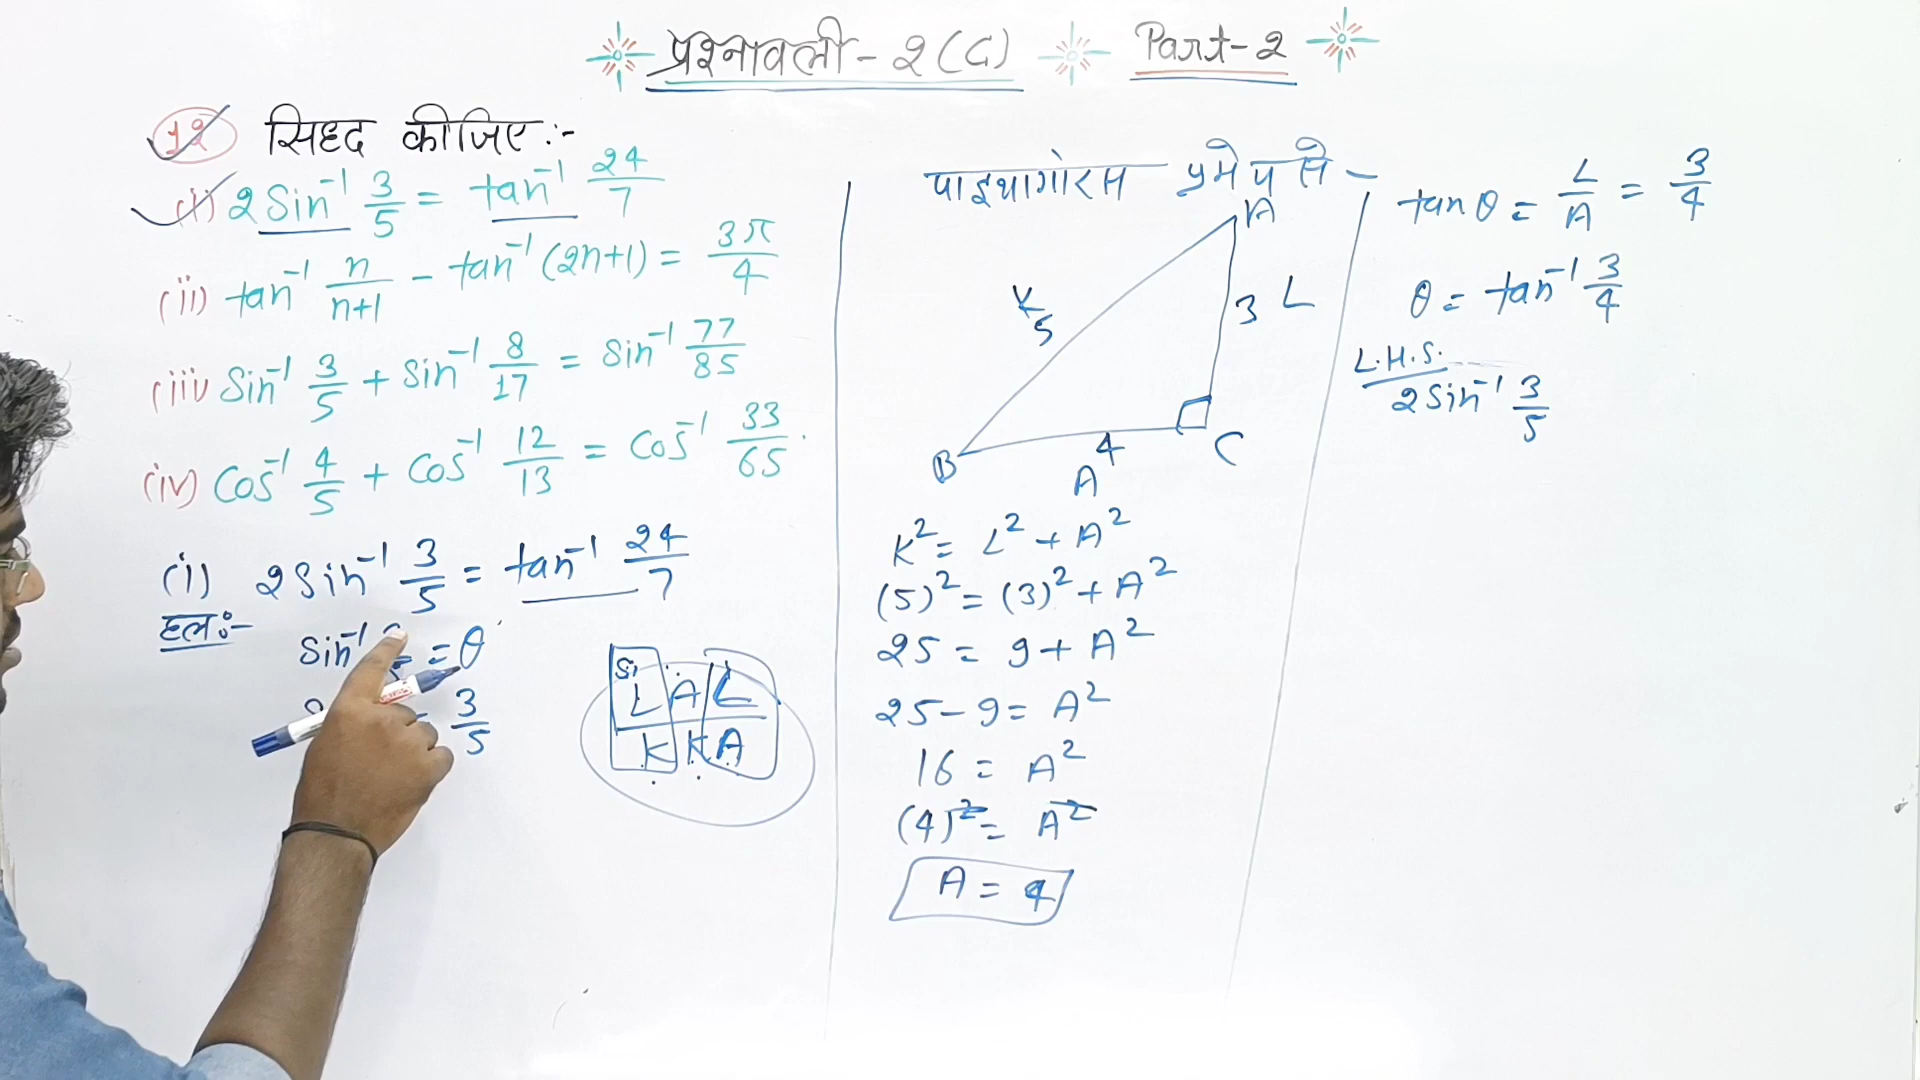 प्रश्नावली - 2 (C) Part-2
12 सिद्द कीजिए :-
(i) 2 Sin⁻¹ 3/5 = tan⁻¹ 24/7
(ii) tan⁻¹ n/n+1 - tan⁻¹ (2n+1) = 3π/4
(iii) Sin⁻¹ 3/5 + Sin⁻¹ 8/17 = Sin⁻¹ 77/85
(iv) Cos⁻¹ 4/5 + Cos⁻¹ 12/13 = Cos⁻¹ 33/65
(i) 2 Sin⁻¹ 3/5 = tan⁻¹ 24/7
हल:-
Sin⁻¹ = θ
3/5
L A L
K K A
पाइथागोरस प्रमेय से -
A
K 5
3 L
B
4
A
C
K² = L² + A²
(5)² = (3)² + A²
25 = 9 + A²
25 - 9 = A²
16 = A²
(4)² = A²
A = 4
tan θ = L/A = 3/4
θ = tan⁻¹ 3/4
L.H.S.
2 Sin⁻¹ 3/5